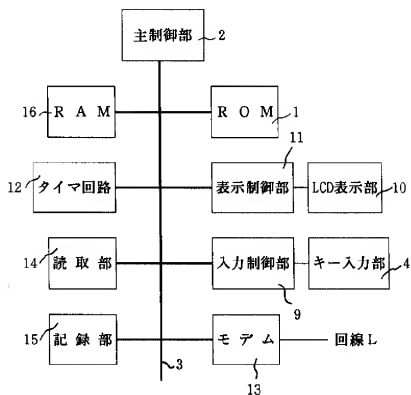 主制御部
2
16
RAM
ROM
1
11
12
タイマ回路
表示制御部
LCD表示部
10
14
読取部
入力制御部
キー入力部
4
9
15
記録部
モデム
回線L
3
13